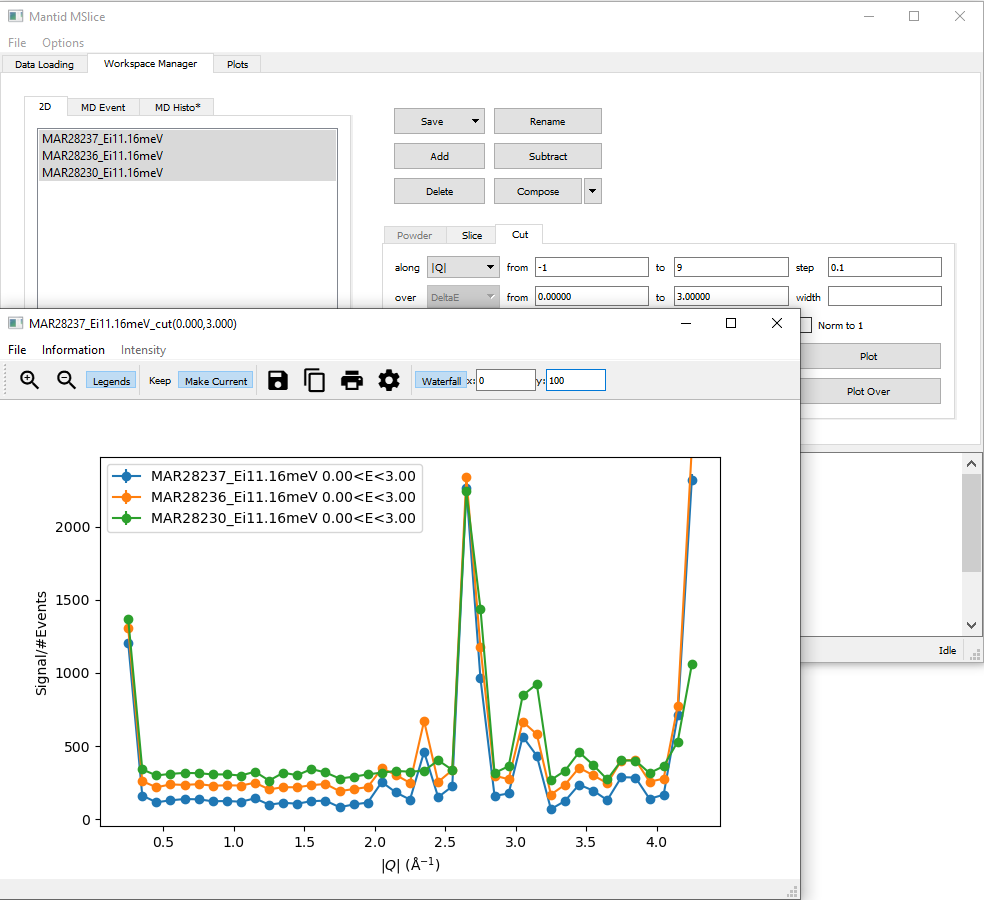 Mantid MSlice
File Options
Data Loading Workspace Manager Plots
2D MD Event MD Histo*
MAR28237_Ei11.16meV
MAR28236_Ei11.16meV
MAR28230_Ei11.16meV
Save Rename
Add Subtract
Delete Compose
Powder Slice Cut
along |Q| from -1 to 9 step 0.1
over DeltaE from 0.00000 to 3.00000 width
Norm to 1
Plot
Plot Over
Idle
MAR28237_Ei11.16meV_cut(0.000,3.000)
File Information Intensity
Legends Keep Make Current Waterfall x: 0 y: 100
MAR28237_Ei11.16meV 0.00<E<3.00
MAR28236_Ei11.16meV 0.00<E<3.00
MAR28230_Ei11.16meV 0.00<E<3.00
Signal/#Events
2000
1500
1000
500
0
0.5 1.0 1.5 2.0 2.5 3.0 3.5 4.0
|Q| (Å⁻¹)